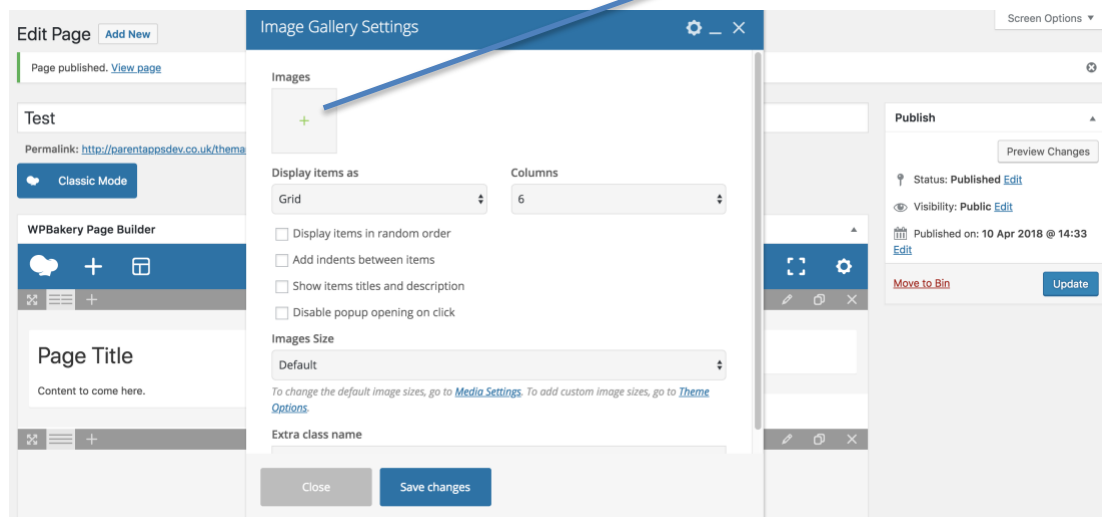 Screen Options ▼
Edit Page Add New
Page published. View page
Test
Permalink: http://parentappsdev.co.uk/thema
Classic Mode
WPBakery Page Builder
Page Title
Content to come here.
Image Gallery Settings
Images
Display items as Columns
Grid 6
Display items in random order
Add indents between items
Show items titles and description
Disable popup opening on click
Images Size
Default
To change the default image sizes, go to Media Settings. To add custom image sizes, go to Theme
Options.
Extra class name
Close Save changes
Publish
Preview Changes
Status: Published Edit
Visibility: Public Edit
Published on: 10 Apr 2018 @ 14:33
Edit
Move to Bin Update